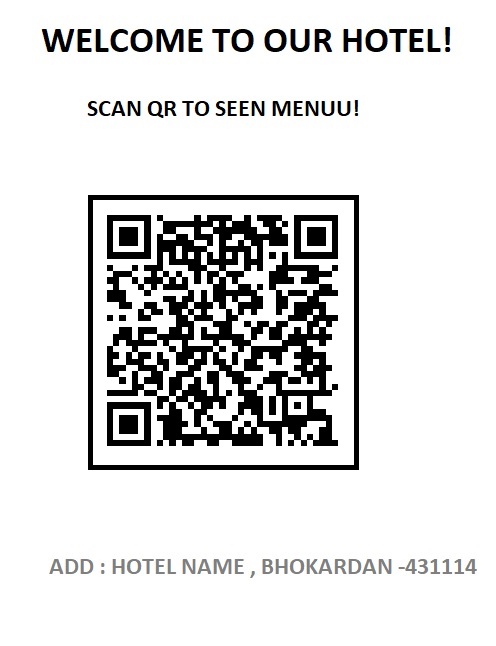 WELCOME TO OUR HOTEL!
SCAN QR TO SEEN MENUU!
ADD : HOTEL NAME , BHOKARDAN -431114